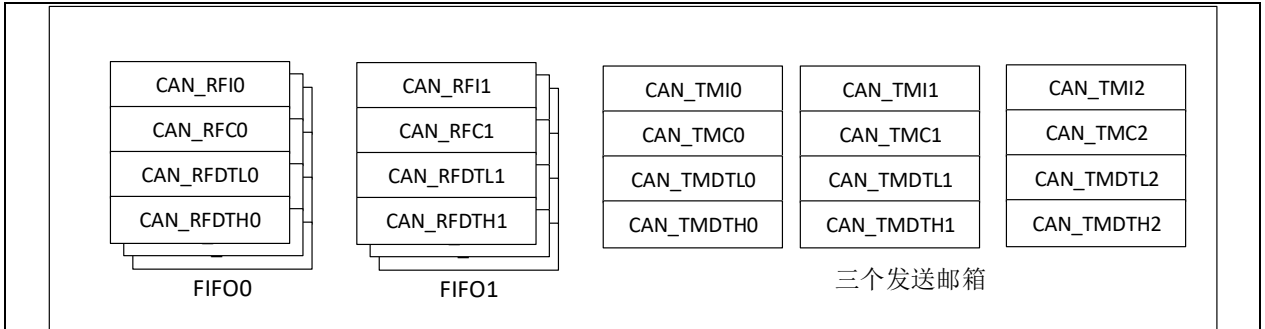 CAN_RFI0
CAN_RFC0
CAN_RFDTL0
CAN_RFDTH0
FIFO0
CAN_RFI1
CAN_RFC1
CAN_RFDTL1
CAN_RFDTH1
FIFO1
CAN_TMI0
CAN_TMC0
CAN_TMDTL0
CAN_TMDTH0
CAN_TMI1
CAN_TMC1
CAN_TMDTL1
CAN_TMDTH1
CAN_TMI2
CAN_TMC2
CAN_TMDTL2
CAN_TMDTH2
三个发送邮箱